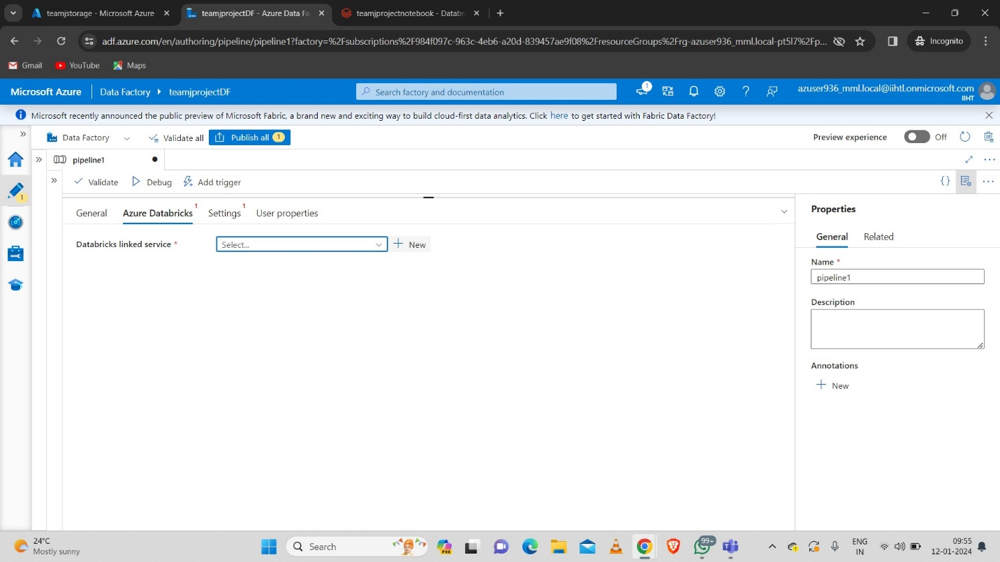 teamjstorage - Microsoft Azure
teamjprojectDF - Azure Data Fa
teamjprojectnotebook - Databri
adf.azure.com/en/authoring/pipeline/pipeline1?factory=%2Fsubscriptions%2F984f097c-963c-4eb6-a20d-839457ae9f08%2FresourceGroups%2Frg-azuser936_mml.local-pt5l7%2Fp...
Incognito
Gmail
YouTube
Maps
Microsoft Azure
Data Factory
teamjprojectDF
Search factory and documentation
1
azuser936_mml.local@iihtl.onmicrosoft.com
IIHT
Microsoft recently announced the public preview of Microsoft Fabric, a brand new and exciting way to build cloud-first data analytics. Click here to get started with Fabric Data Factory!
Data Factory
Validate all
Publish all 1
Preview experience
Off
pipeline1
1
Validate
Debug
Add trigger
General
Azure Databricks 1
Settings 1
User properties
Databricks linked service *
Select...
New
Properties
General
Related
Name *
pipeline1
Description
Annotations
New
24°C
Mostly sunny
Search
PRE
99+
ENG
IN
09:55
12-01-2024